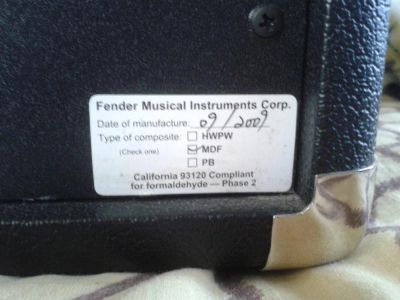 Fender Musical Instruments Corp.
Date of manufacture: 09/2009
Type of composite: HWPW
(Check one) MDF
PB
California 93120 Compliant
for formaldehyde — Phase 2